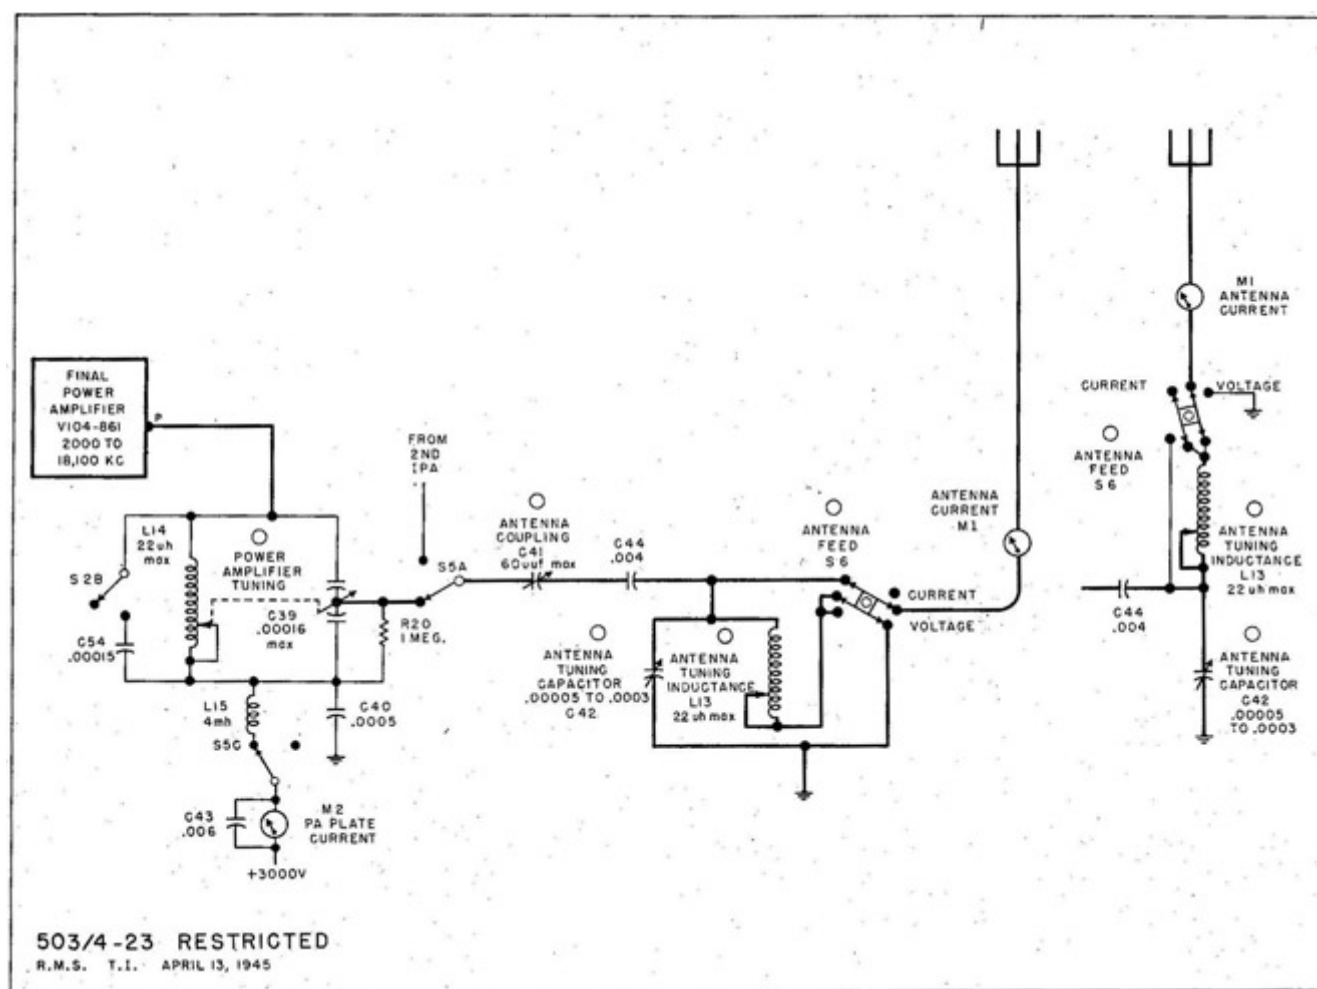 FINAL
POWER
AMPLIFIER
V104-861
2000 TO
18,100 KC
P
FROM
2ND
IPA
S2B
L14
22uh
max
POWER
AMPLIFIER
TUNING
C39
.00016
max
C54
.00015
R20
1 MEG.
S5A
L15
4mh
C40
.0005
S5C
C43
.006
M2
PA PLATE
CURRENT
+3000V
ANTENNA
COUPLING
C41
60uuf max
C44
.004
ANTENNA
TUNING
CAPACITOR
.00005 TO .0003
C42
ANTENNA
TUNING
INDUCTANCE
L13
22uh max
ANTENNA
FEED
S6
CURRENT
VOLTAGE
ANTENNA
CURRENT
M1
M1
ANTENNA
CURRENT
CURRENT
VOLTAGE
ANTENNA
FEED
S6
ANTENNA
TUNING
INDUCTANCE
L13
22uh max
C44
.004
ANTENNA
TUNING
CAPACITOR
C42
.00005
TO .0003
503/4-23 RESTRICTED
R.M.S. T.I. APRIL 13, 1945